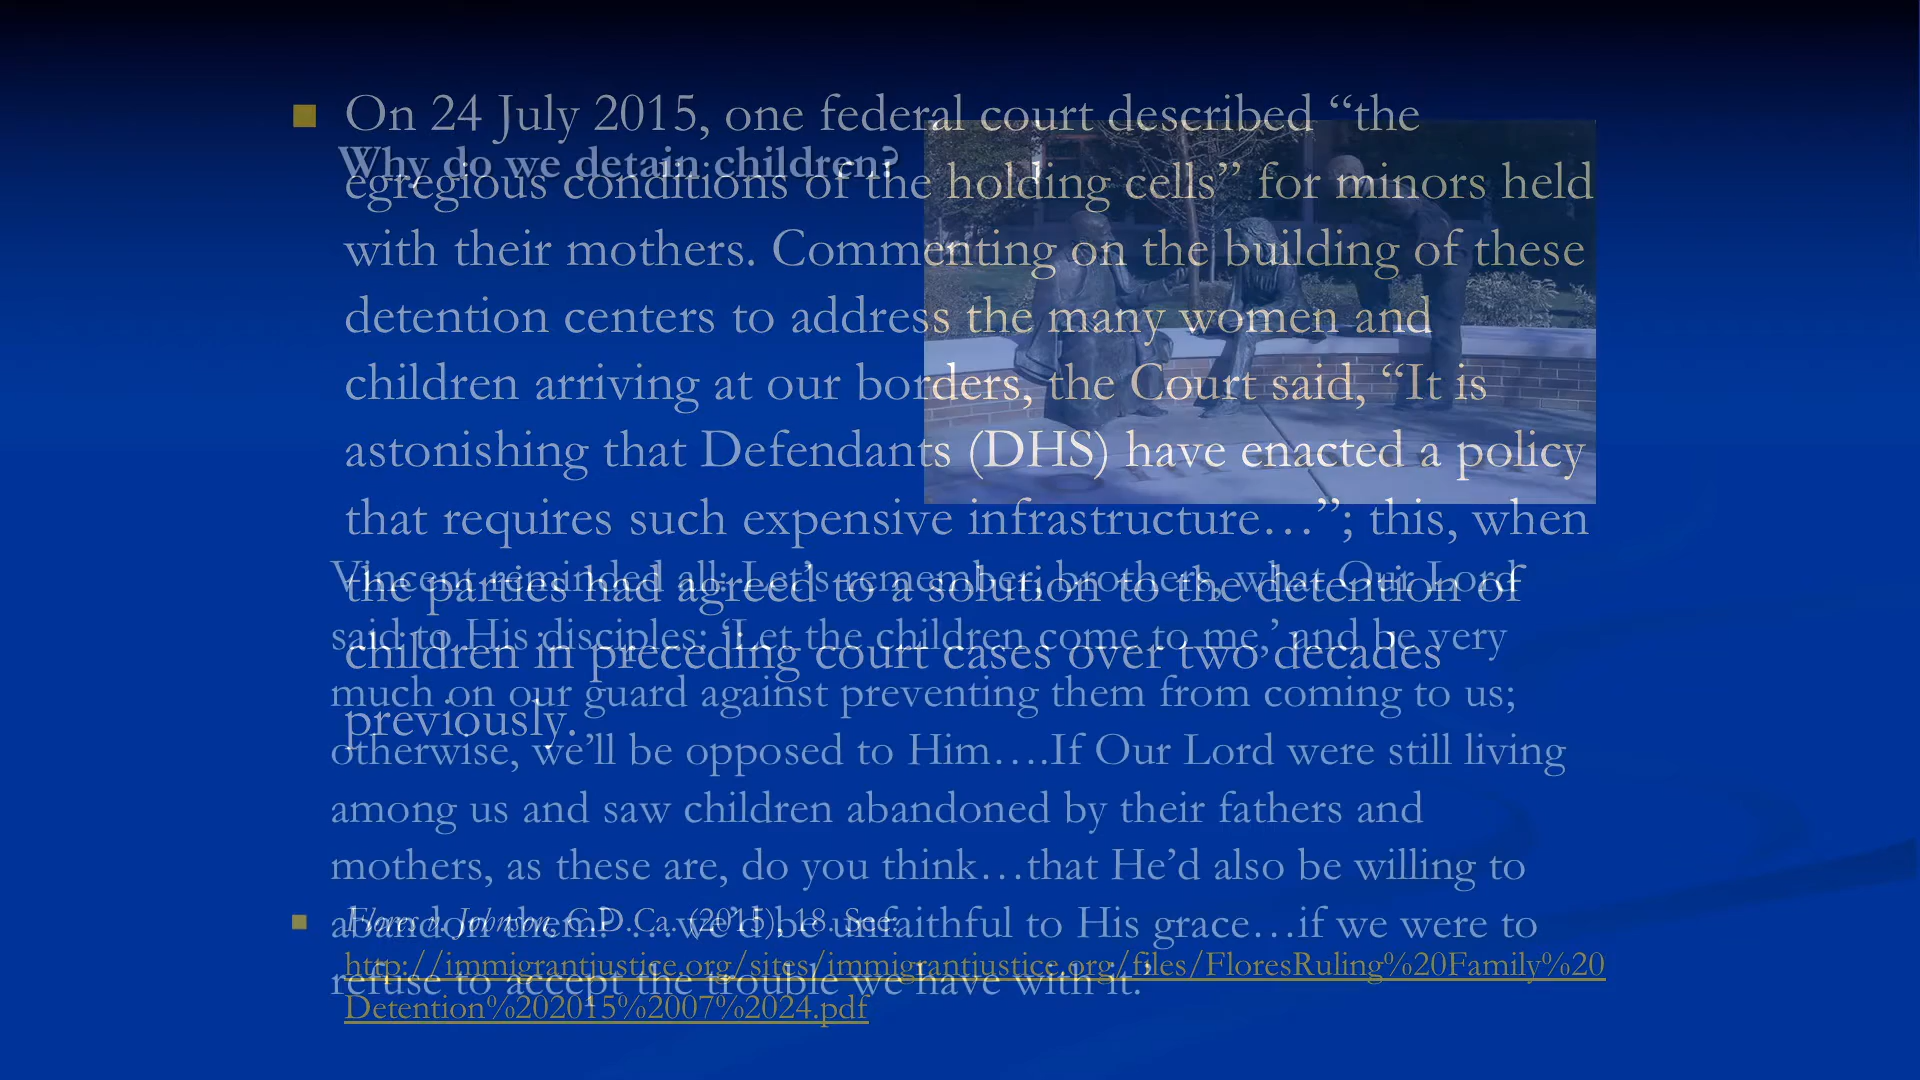 On 24 July 2015, one federal court described “the
egregious conditions of the holding cells” for minors held
with their mothers. Commenting on the building of these
detention centers to address the many women and
children arriving at our borders, the Court said, “It is
astonishing that Defendants (DHS) have enacted a policy
that requires such expensive infrastructure…”; this, when
the parties had agreed to a solution to the detention of
children in preceding court cases over two decades
previously.
Flores v. Johnson, C.D.Ca. (2015), 18. See:
http://immigrantjustice.org/sites/immigrantjustice.org/files/FloresRuling%20Family%20
Detention%202015%2007%2024.pdf
Why do we detain children?
Vincent reminded all: Let’s remember, brothers, what Our Lord
said to His disciples: ‘Let the children come to me,’ and be very
much on our guard against preventing them from coming to us;
otherwise, we’ll be opposed to Him….If Our Lord were still living
among us and saw children abandoned by their fathers and
mothers, as these are, do you think…that He’d also be willing to
abandon them? …we’d be unfaithful to His grace…if we were to
refuse to accept the trouble we have with it.’